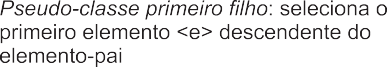 Pseudo-classe primeiro filho: seleciona o
primeiro elemento <e> descendente do
elemento-pai